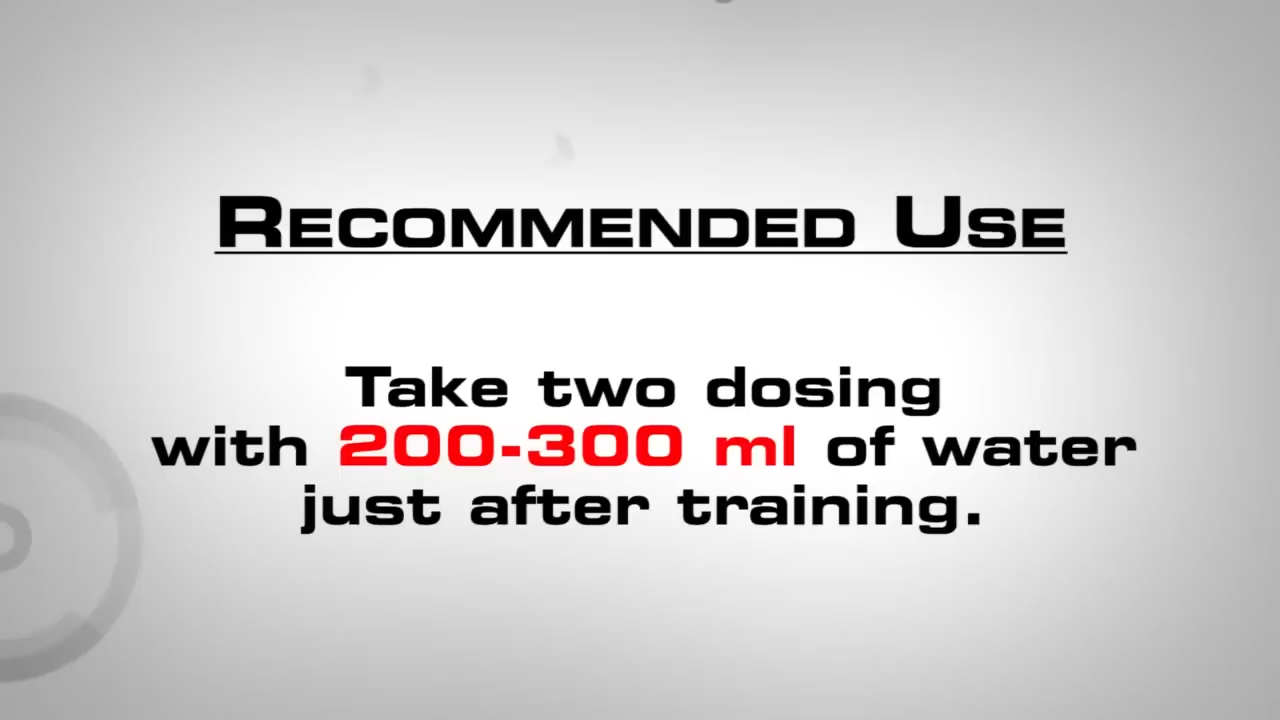 Recommended Use
Take two dosing
with 200-300 ml of water
just after training.